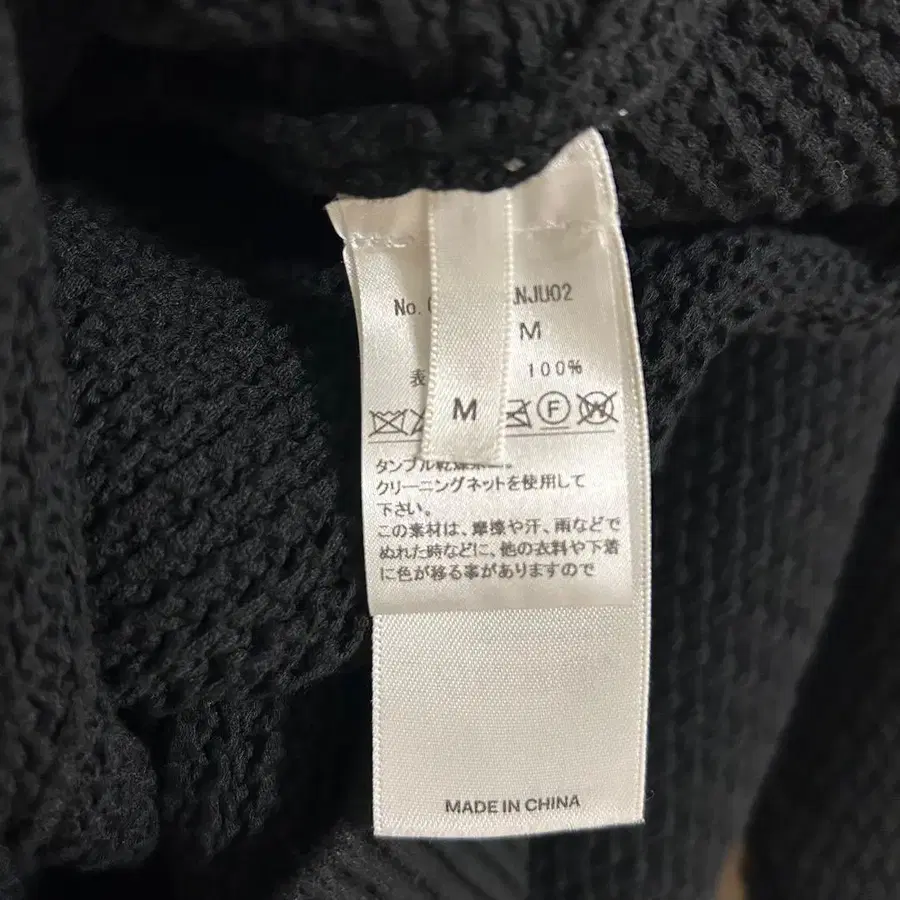 No. ANJU02
M
表 100%
M
F W
タンブル乾燥
クリーニングネットを使用して
下さい。
この素材は、摩擦や汗、雨などで
ぬれた時などに、他の衣料や下着
に色が移る事がありますので
MADE IN CHINA